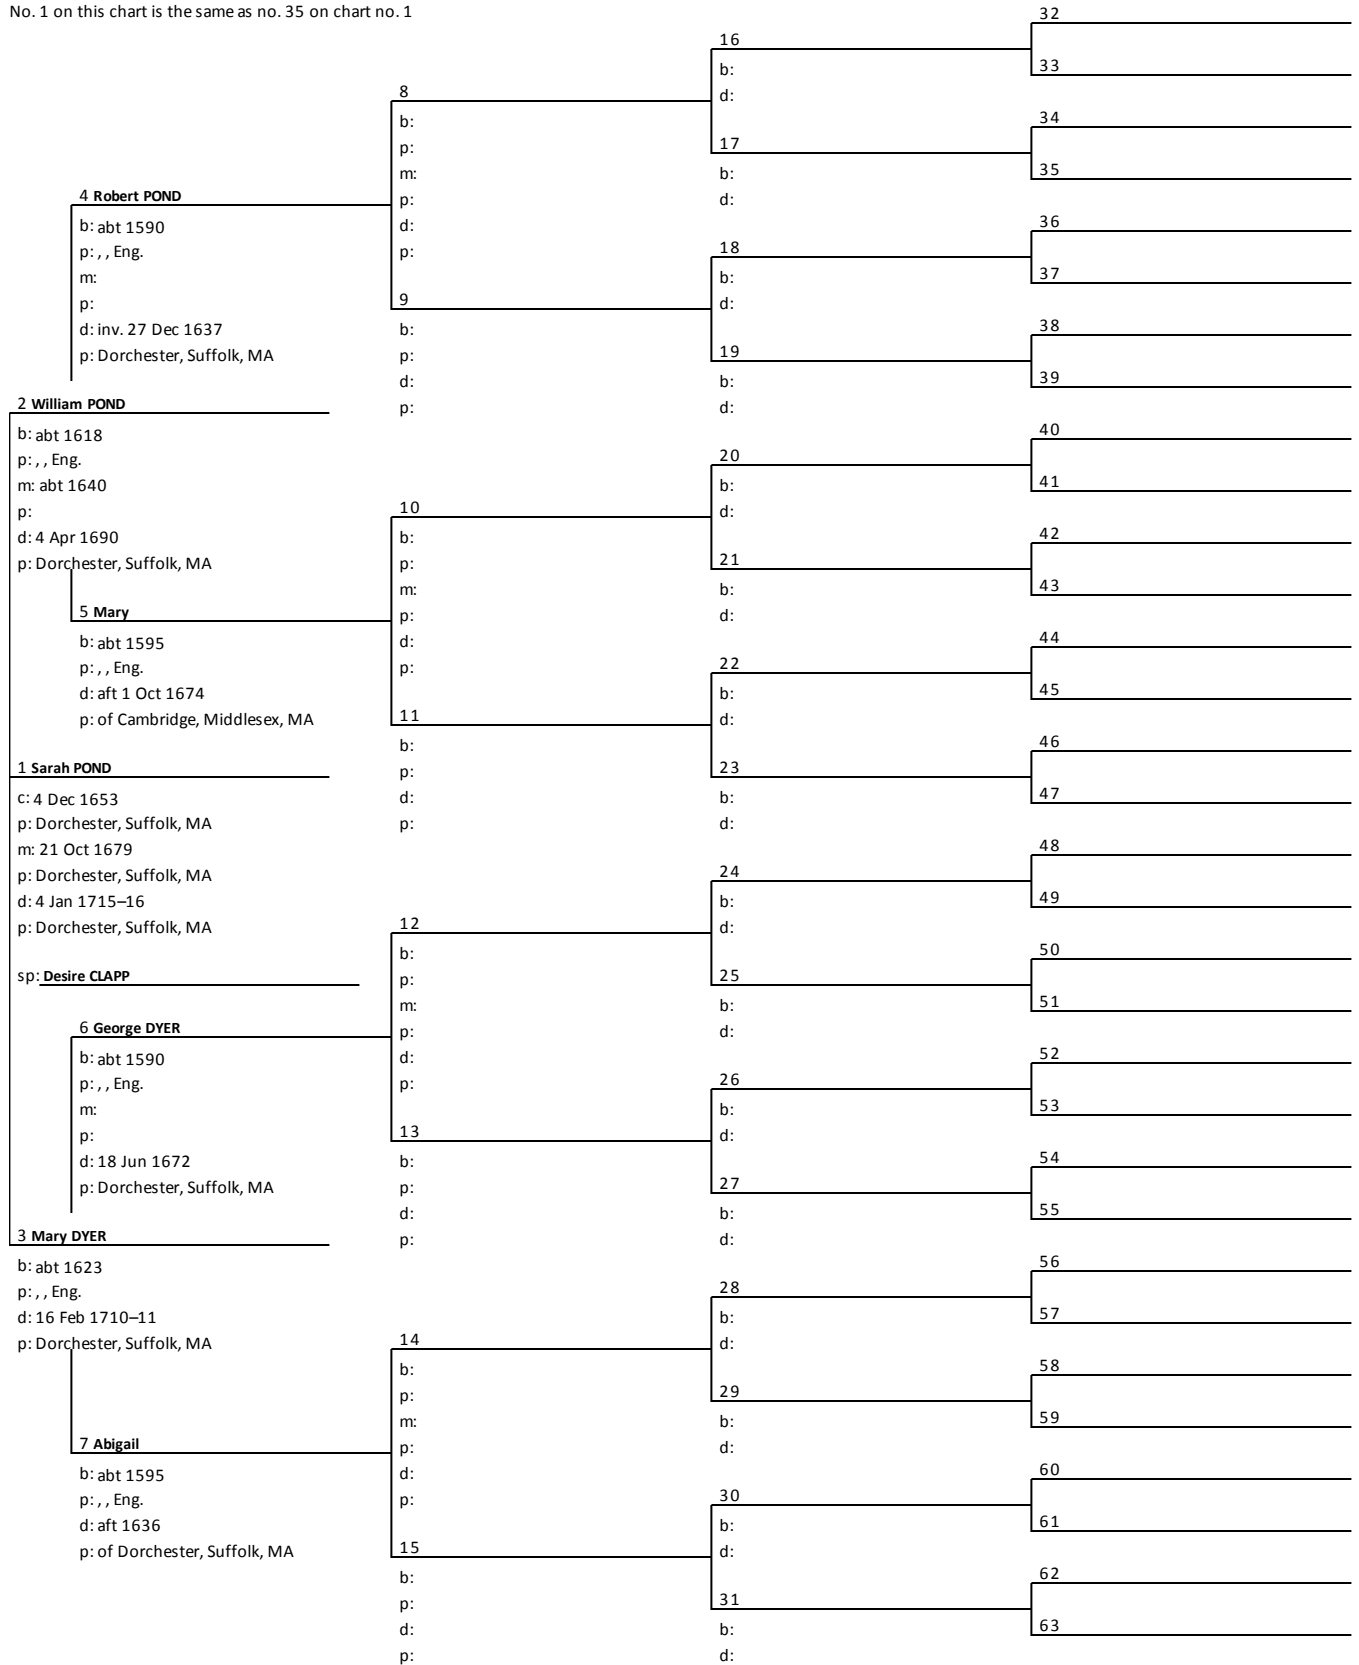 No. 1 on this chart is the same as no. 35 on chart no. 1
4 Robert POND
b: abt 1590
p: , , Eng.
m:
p:
d: inv. 27 Dec 1637
p: Dorchester, Suffolk, MA
2 William POND
b: abt 1618
p: , , Eng.
m: abt 1640
p:
d: 4 Apr 1690
p: Dorchester, Suffolk, MA
5 Mary
b: abt 1595
p: , , Eng.
d: aft 1 Oct 1674
p: of Cambridge, Middlesex, MA
1 Sarah POND
c: 4 Dec 1653
p: Dorchester, Suffolk, MA
m: 21 Oct 1679
p: Dorchester, Suffolk, MA
d: 4 Jan 1715–16
p: Dorchester, Suffolk, MA
sp: Desire CLAPP
6 George DYER
b: abt 1590
p: , , Eng.
m:
p:
d: 18 Jun 1672
p: Dorchester, Suffolk, MA
3 Mary DYER
b: abt 1623
p: , , Eng.
d: 16 Feb 1710–11
p: Dorchester, Suffolk, MA
7 Abigail
b: abt 1595
p: , , Eng.
d: aft 1636
p: of Dorchester, Suffolk, MA
8
b:
p:
m:
p:
d:
p:
9
b:
p:
d:
p:
10
b:
p:
m:
p:
d:
p:
11
b:
p:
d:
p:
12
b:
p:
m:
p:
d:
p:
13
b:
p:
d:
p:
14
b:
p:
m:
p:
d:
p:
15
b:
p:
d:
p:
16
b:
d:
17
b:
d:
18
b:
d:
19
b:
d:
20
b:
d:
21
b:
d:
22
b:
d:
23
b:
d:
24
b:
d:
25
b:
d:
26
b:
d:
27
b:
d:
28
b:
d:
29
b:
d:
30
b:
d:
31
b:
d:
32
33
34
35
36
37
38
39
40
41
42
43
44
45
46
47
48
49
50
51
52
53
54
55
56
57
58
59
60
61
62
63